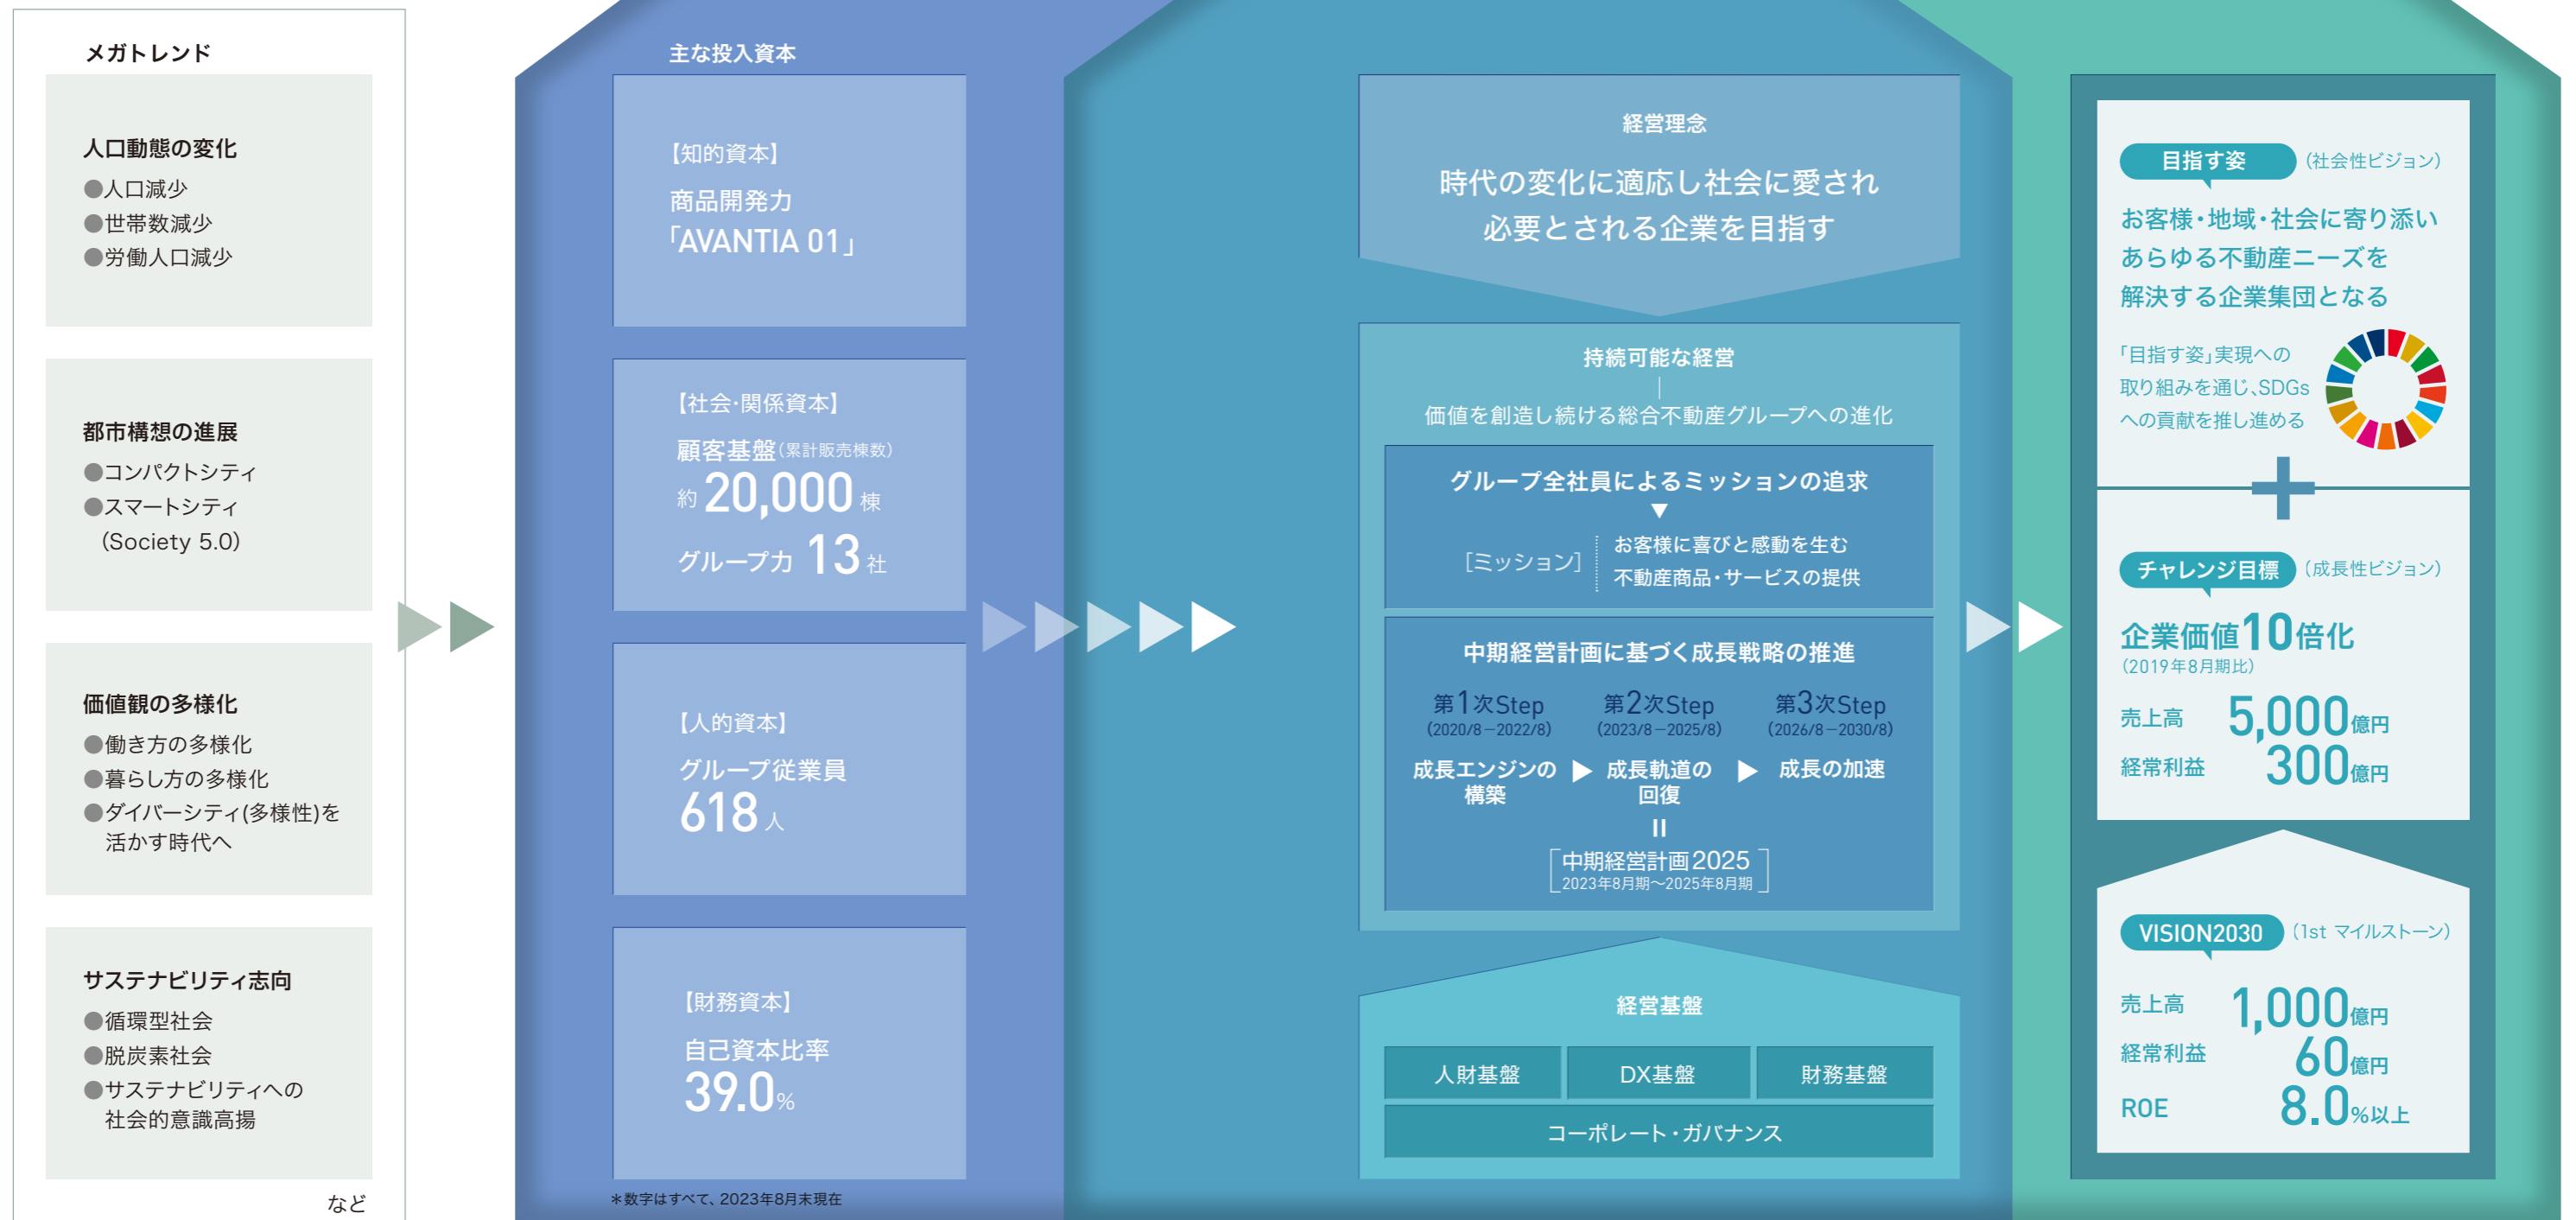 メガトレンド
人口動態の変化
●人口減少
●世帯数減少
●労働人口減少
都市構想の進展
●コンパクトシティ
●スマートシティ
(Society 5.0)
価値観の多様化
●働き方の多様化
●暮らし方の多様化
●ダイバーシティ(多様性)を
活かす時代へ
サステナビリティ志向
●循環型社会
●脱炭素社会
●サステナビリティへの
社会的意識高揚
など
主な投入資本
【知的資本】
商品開発力
「AVANTIA 01」
【社会・関係資本】
顧客基盤(累計販売棟数)
約20,000棟
グループ力 13社
【人的資本】
グループ従業員
618人
【財務資本】
自己資本比率
39.0%
＊数字はすべて、2023年8月末現在
経営理念
時代の変化に適応し社会に愛され
必要とされる企業を目指す
持続可能な経営
価値を創造し続ける総合不動産グループへの進化
グループ全社員によるミッションの追求
▼
[ミッション]
お客様に喜びと感動を生む
不動産商品・サービスの提供
中期経営計画に基づく成長戦略の推進
第1次Step 第2次Step 第3次Step
(2020/8－2022/8) (2023/8－2025/8) (2026/8－2030/8)
成長エンジンの ▶ 成長軌道の ▶ 成長の加速
構築 回復
中期経営計画2025
2023年8月期～2025年8月期
経営基盤
人財基盤 DX基盤 財務基盤
コーポレート・ガバナンス
目指す姿 (社会性ビジョン)
お客様・地域・社会に寄り添い
あらゆる不動産ニーズを
解決する企業集団となる
「目指す姿」実現への
取り組みを通じ、SDGs
への貢献を推し進める
+
チャレンジ目標 (成長性ビジョン)
企業価値10倍化
(2019年8月期比)
売上高 5,000億円
経常利益 300億円
VISION2030 (1st マイルストーン)
売上高 1,000億円
経常利益 60億円
ROE 8.0%以上